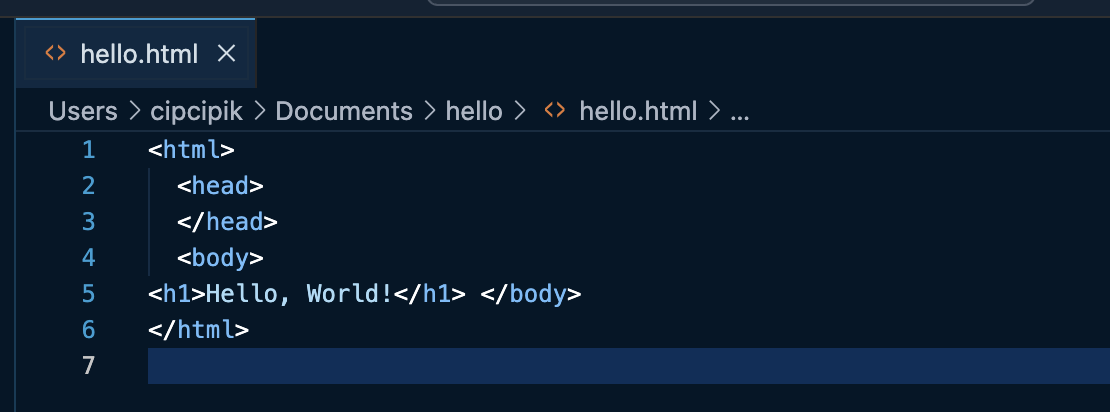 hello.html
Users > cipcipik > Documents > hello > <> hello.html > ...
1 <html>
2   <head>
3   </head>
4   <body>
5 <h1>Hello, World!</h1> </body>
6 </html>
7